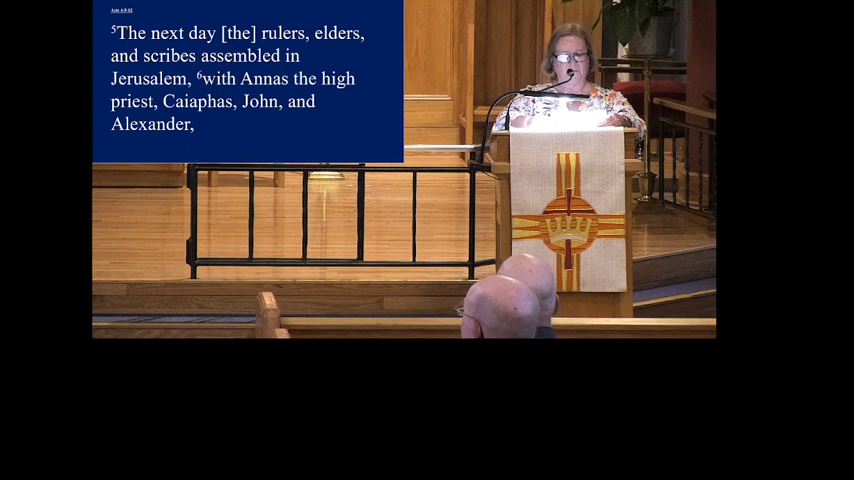 Acts 4:5-12
⁵The next day [the] rulers, elders,
and scribes assembled in
Jerusalem, ⁶with Annas the high
priest, Caiaphas, John, and
Alexander,